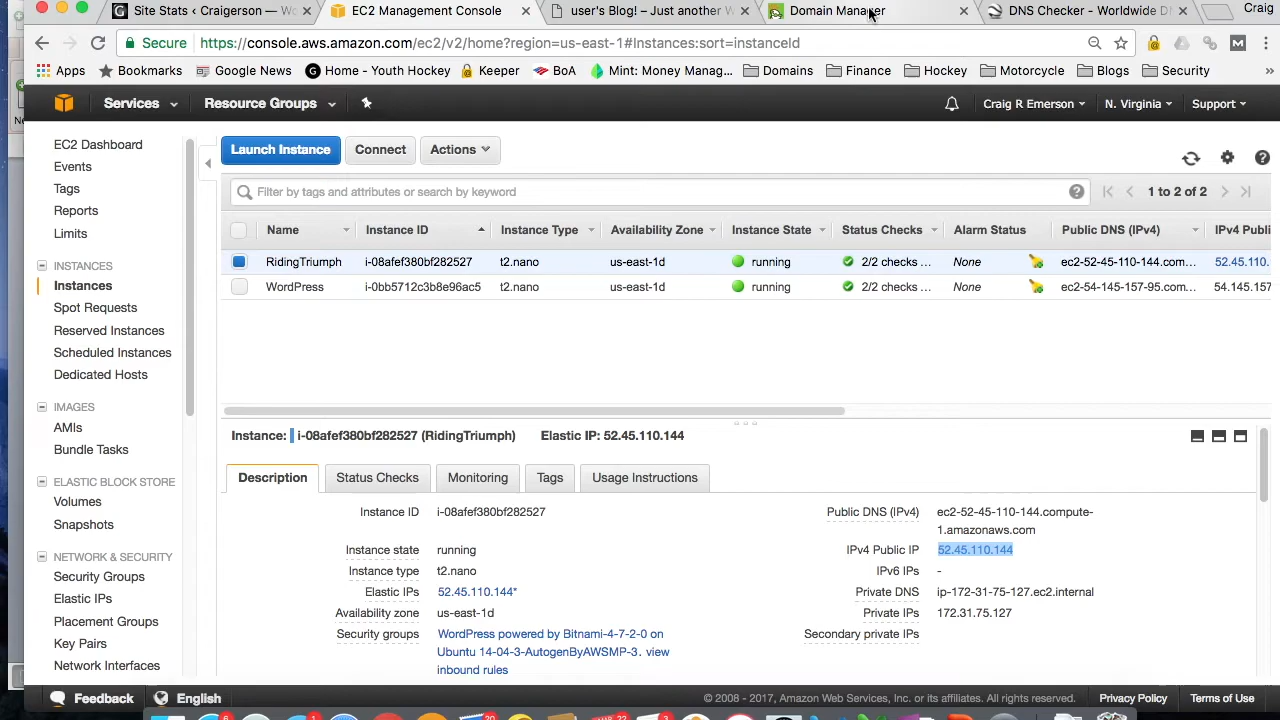 Site Stats ‹ Craigerson — Wo
EC2 Management Console
user's Blog! – Just another W
Domain Manager
DNS Checker - Worldwide D
Craig
Secure
https://console.aws.amazon.com/ec2/v2/home?region=us-east-1#Instances:sort=instanceId
Apps
Bookmarks
Google News
Home - Youth Hockey
Keeper
BoA
Mint: Money Manag...
Domains
Finance
Hockey
Motorcycle
Blogs
Security
»
Services
Resource Groups
Craig R Emerson
N. Virginia
Support
EC2 Dashboard
Events
Tags
Reports
Limits
INSTANCES
Instances
Spot Requests
Reserved Instances
Scheduled Instances
Dedicated Hosts
IMAGES
AMIs
Bundle Tasks
ELASTIC BLOCK STORE
Volumes
Snapshots
NETWORK & SECURITY
Security Groups
Elastic IPs
Placement Groups
Key Pairs
Network Interfaces
Launch Instance
Connect
Actions
Filter by tags and attributes or search by keyword
1 to 2 of 2
Name Instance ID Instance Type Availability Zone Instance State Status Checks Alarm Status Public DNS (IPv4) IPv4 Publi
RidingTriumph i-08afef380bf282527 t2.nano us-east-1d running 2/2 checks ... None ec2-52-45-110-144.com... 52.45.110.
WordPress i-0bb5712c3b8e96ac5 t2.nano us-east-1d running 2/2 checks ... None ec2-54-145-157-95.com... 54.145.157
Instance: i-08afef380bf282527 (RidingTriumph) Elastic IP: 52.45.110.144
Description
Status Checks
Monitoring
Tags
Usage Instructions
Instance ID i-08afef380bf282527
Instance state running
Instance type t2.nano
Elastic IPs 52.45.110.144*
Availability zone us-east-1d
Security groups WordPress powered by Bitnami-4-7-2-0 on
Ubuntu 14-04-3-AutogenByAWSMP-3. view
inbound rules
Public DNS (IPv4) ec2-52-45-110-144.compute-
1.amazonaws.com
IPv4 Public IP 52.45.110.144
IPv6 IPs -
Private DNS ip-172-31-75-127.ec2.internal
Private IPs 172.31.75.127
Secondary private IPs
Feedback
English
© 2008 - 2017, Amazon Web Services, Inc. or its affiliates. All rights reserved.
Privacy Policy
Terms of Use